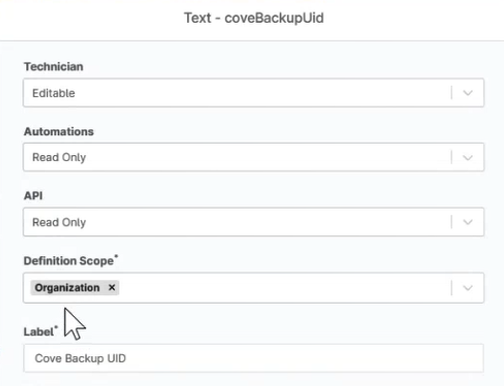 Text - coveBackupUid
Technician
Editable
Automations
Read Only
API
Read Only
Definition Scope*
Organization ×
Label*
Cove Backup UID